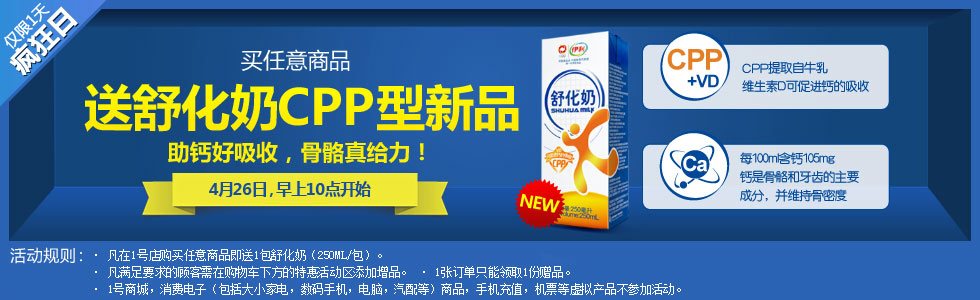 仅限1天
疯狂日
买任意商品
送舒化奶CPP型新品
助钙好吸收，骨骼真给力！
4月26日,早上10点开始
伊利
舒化奶
SHUHUA MILK
CPP
NEW
250毫升
CPP
+VD
CPP提取自牛乳
维生素D可促进钙的吸收
Ca
每100ml含钙105mg
钙是骨骼和牙齿的主要
成分，并维持骨密度
活动规则：
· 凡在1号店购买任意商品即送1包舒化奶（250ML/包）。
· 凡满足要求的顾客需在购物车下方的特惠活动区添加赠品。 · 1张订单只能领取1份赠品。
· 1号商城，消费电子（包括大小家电，数码手机，电脑，汽配等）商品，手机充值，机票等虚拟产品不参加活动。